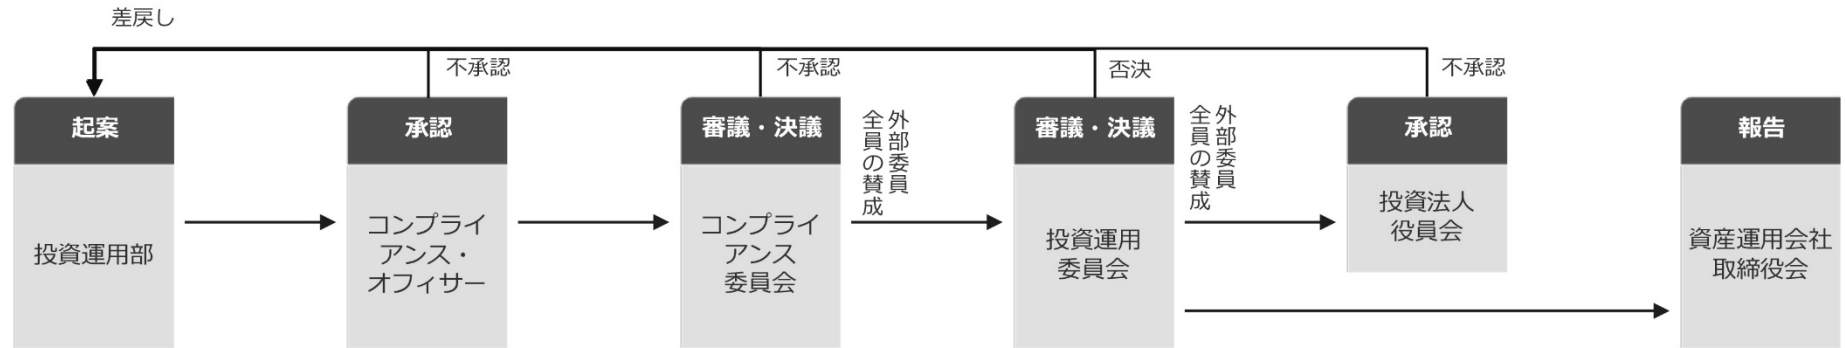 差戻し
不承認
不承認
否決
不承認
起案
投資運用部
承認
コンプライ
アンス・
オフィサー
審議・決議
コンプライ
アンス
委員会
外部委員
全員の賛成
審議・決議
投資運用
委員会
外部委員
全員の賛成
承認
投資法人
役員会
報告
資産運用会社
取締役会